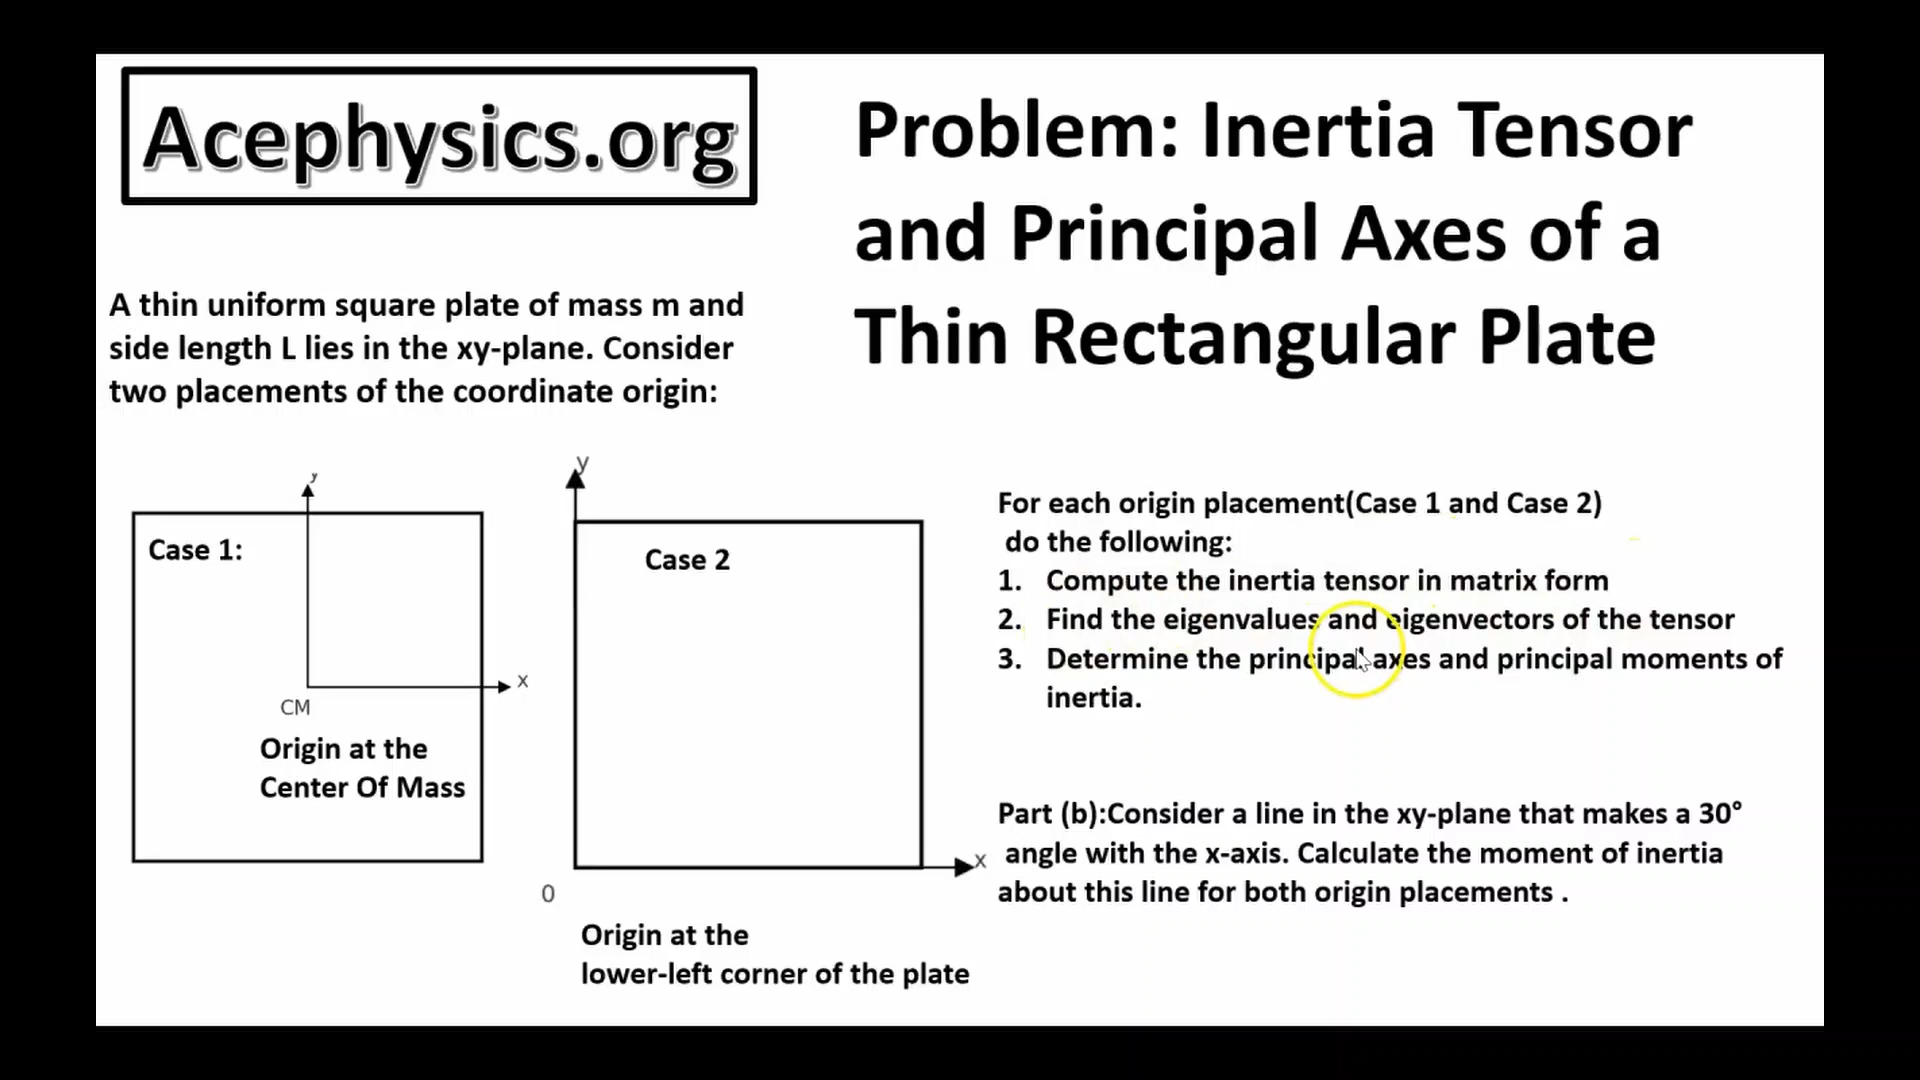 Acephysics.org
Problem: Inertia Tensor
and Principal Axes of a
Thin Rectangular Plate
A thin uniform square plate of mass m and
side length L lies in the xy-plane. Consider
two placements of the coordinate origin:
y
Case 1:
x
CM
Origin at the
Center Of Mass
y
Case 2
x
0
Origin at the
lower-left corner of the plate
For each origin placement(Case 1 and Case 2)
do the following:
1. Compute the inertia tensor in matrix form
2. Find the eigenvalues and eigenvectors of the tensor
3. Determine the principal axes and principal moments of
inertia.
Part (b):Consider a line in the xy-plane that makes a 30°
angle with the x-axis. Calculate the moment of inertia
about this line for both origin placements .